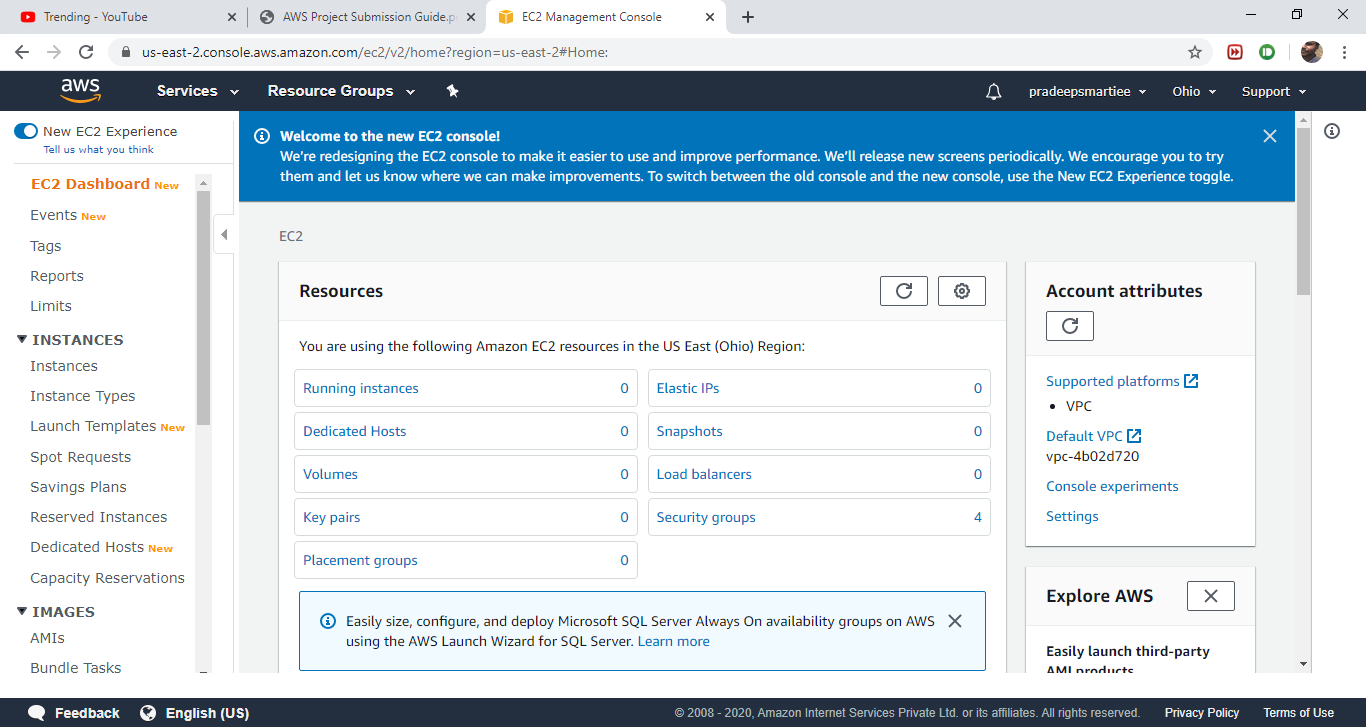 Trending - YouTube
AWS Project Submission Guide.p
EC2 Management Console
us-east-2.console.aws.amazon.com/ec2/v2/home?region=us-east-2#Home:
aws
Services
Resource Groups
pradeepsmartiee
Ohio
Support
New EC2 Experience
Tell us what you think
EC2 Dashboard New
Events New
Tags
Reports
Limits
INSTANCES
Instances
Instance Types
Launch Templates New
Spot Requests
Savings Plans
Reserved Instances
Dedicated Hosts New
Capacity Reservations
IMAGES
AMIs
Bundle Tasks
Welcome to the new EC2 console!
We're redesigning the EC2 console to make it easier to use and improve performance. We'll release new screens periodically. We encourage you to try
them and let us know where we can make improvements. To switch between the old console and the new console, use the New EC2 Experience toggle.
EC2
Resources
You are using the following Amazon EC2 resources in the US East (Ohio) Region:
Running instances 0
Elastic IPs 0
Dedicated Hosts 0
Snapshots 0
Volumes 0
Load balancers 0
Key pairs 0
Security groups 4
Placement groups 0
Easily size, configure, and deploy Microsoft SQL Server Always On availability groups on AWS
using the AWS Launch Wizard for SQL Server. Learn more
Account attributes
Supported platforms
VPC
Default VPC
vpc-4b02d720
Console experiments
Settings
Explore AWS
Easily launch third-party
AMI products
Feedback
English (US)
© 2008 - 2020, Amazon Internet Services Private Ltd. or its affiliates. All rights reserved.
Privacy Policy
Terms of Use